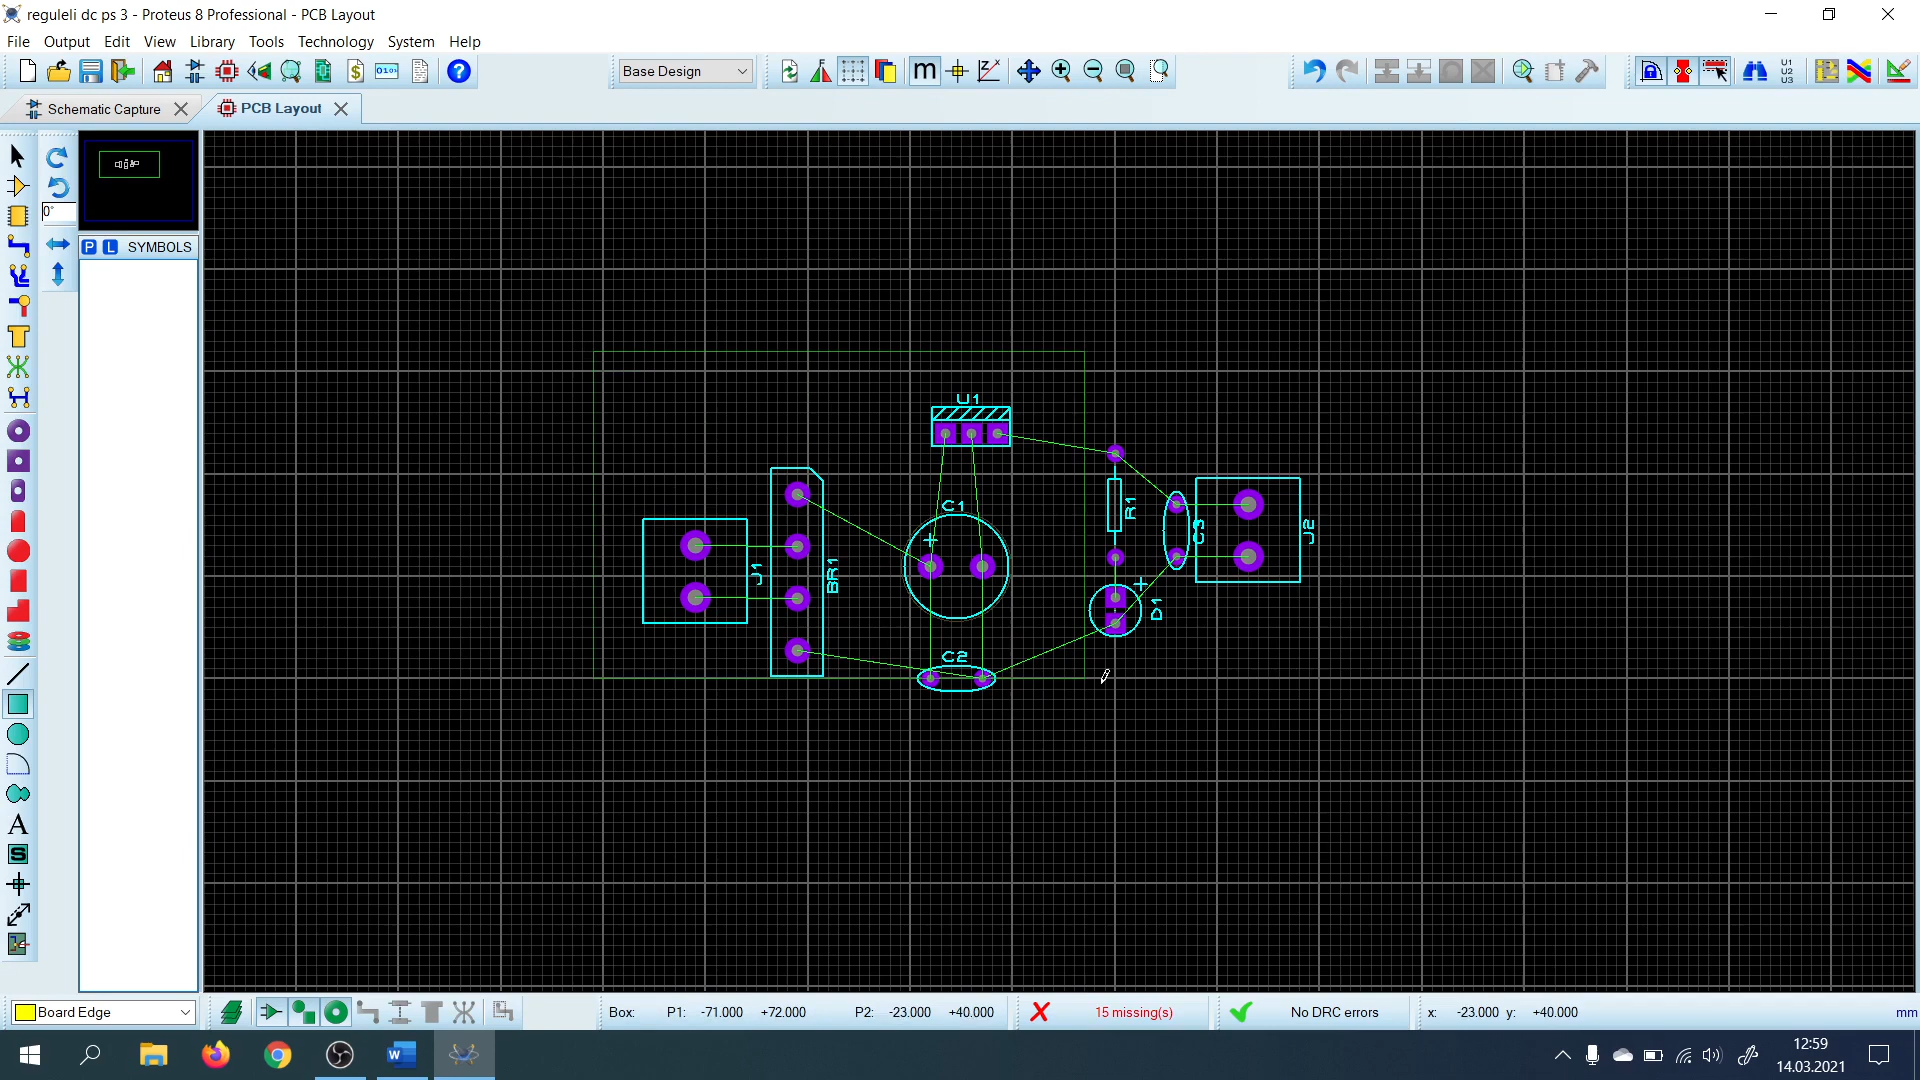 reguleli dc ps 3 - Proteus 8 Professional - PCB Layout
File Output Edit View Library Tools Technology System Help
Base Design
Schematic Capture PCB Layout
0°
P L SYMBOLS
U1
C1
R1
C3
J2
J1
BR1
D1
C2
Board Edge
Box: P1: -71.000 +72.000 P2: -23.000 +40.000
15 missing(s)
No DRC errors
x: -23.000 y: +40.000
mm
12:59
14.03.2021